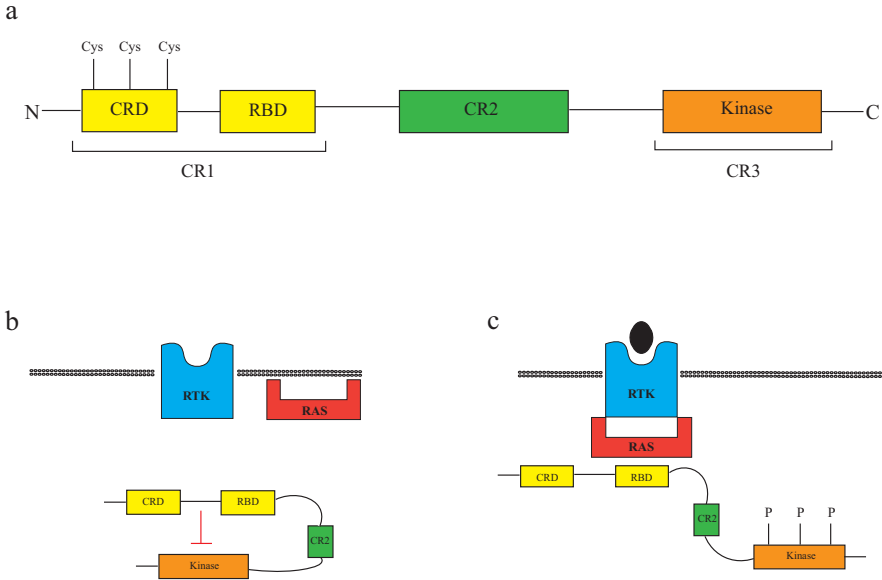 a
Cys Cys Cys
N CRD RBD CR2 Kinase C
CR1 CR3
b
RTK
RAS
CRD RBD
CR2
Kinase
c
RTK
RAS
CRD RBD
CR2
P P P
Kinase